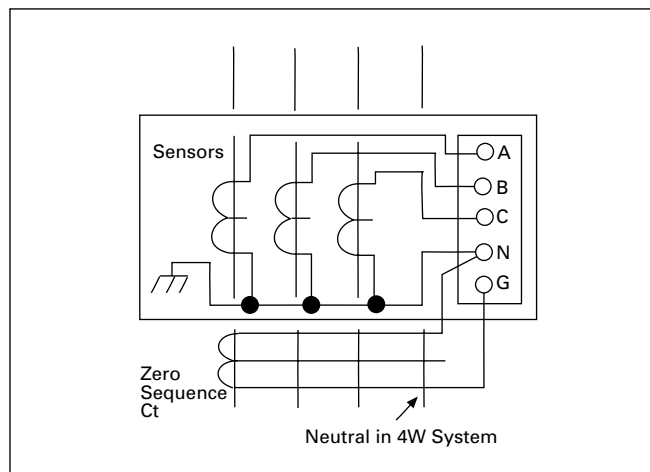 Sensors
A
B
C
N
G
Zero
Sequence
Ct
Neutral in 4W System